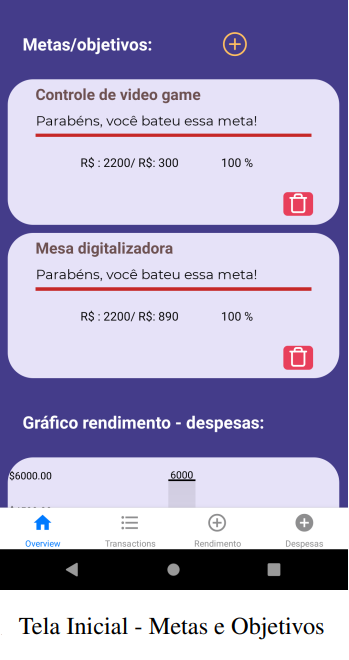 Metas/objetivos:
Controle de video game
Parabéns, você bateu essa meta!
R$ : 2200/ R$: 300 100 %
Mesa digitalizadora
Parabéns, você bateu essa meta!
R$ : 2200/ R$: 890 100 %
Gráfico rendimento - despesas:
$6000.00 6000
Overview Transactions Rendimento Despesas
Tela Inicial - Metas e Objetivos